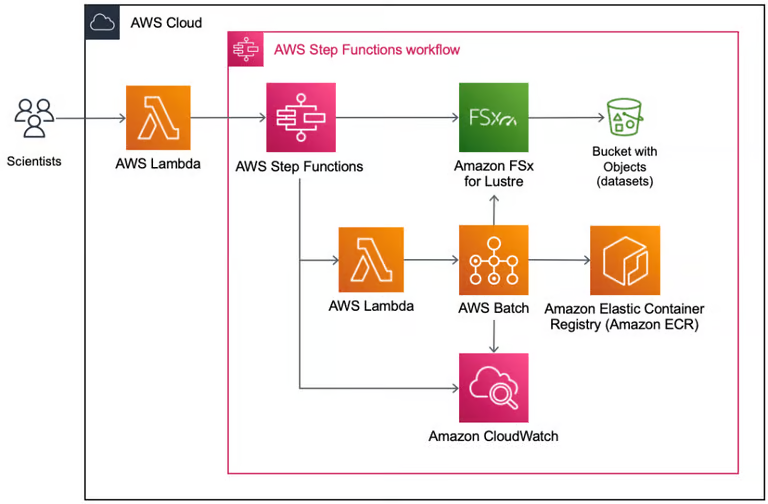 AWS Cloud
AWS Step Functions workflow
FSx
Scientists
AWS Lambda
AWS Step Functions
Amazon FSx
for Lustre
Bucket with
Objects
(datasets)
AWS Lambda
AWS Batch
Amazon Elastic Container
Registry (Amazon ECR)
Amazon CloudWatch